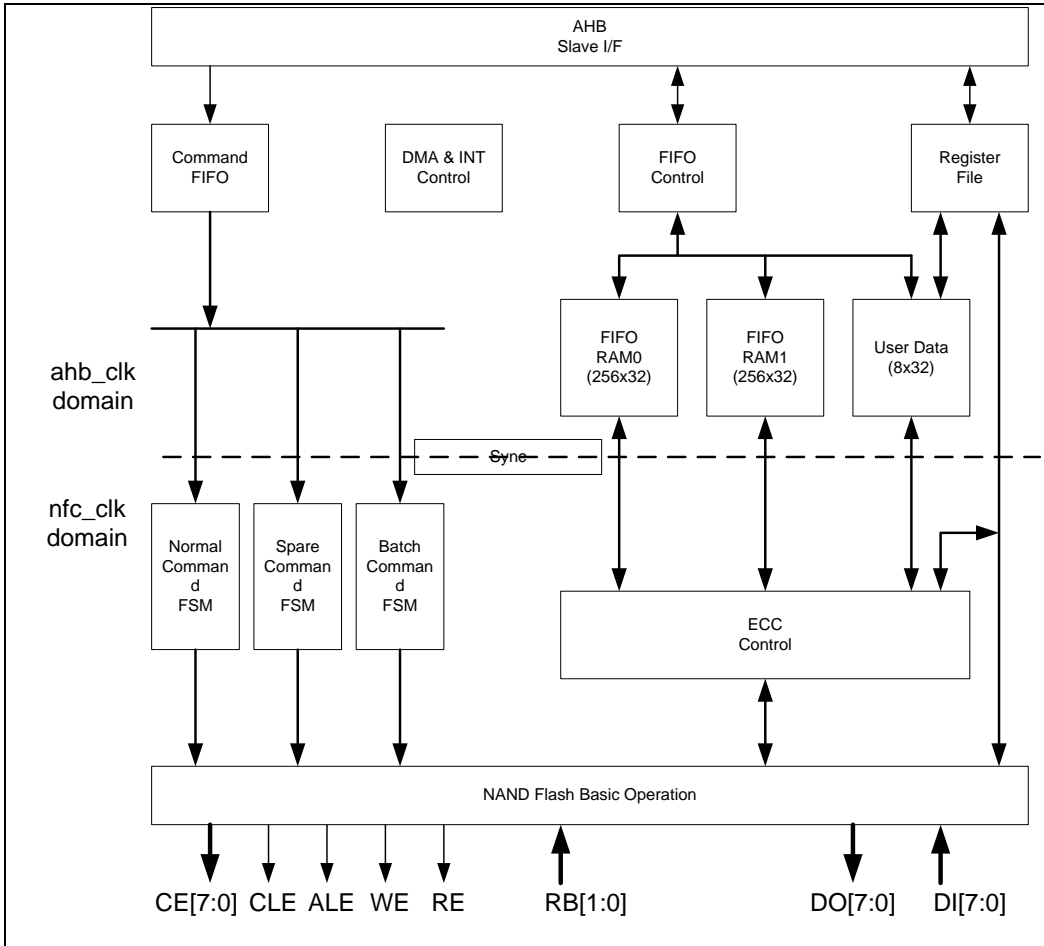 AHB
Slave I/F
Command
FIFO
DMA & INT
Control
FIFO
Control
Register
File
FIFO
RAM0
(256x32)
FIFO
RAM1
(256x32)
User Data
(8x32)
ahb_clk
domain
Sync
nfc_clk
domain
Normal
Comman
d
FSM
Spare
Comman
d
FSM
Batch
Comman
d
FSM
ECC
Control
NAND Flash Basic Operation
CE[7:0] CLE ALE WE RE RB[1:0] DO[7:0] DI[7:0]